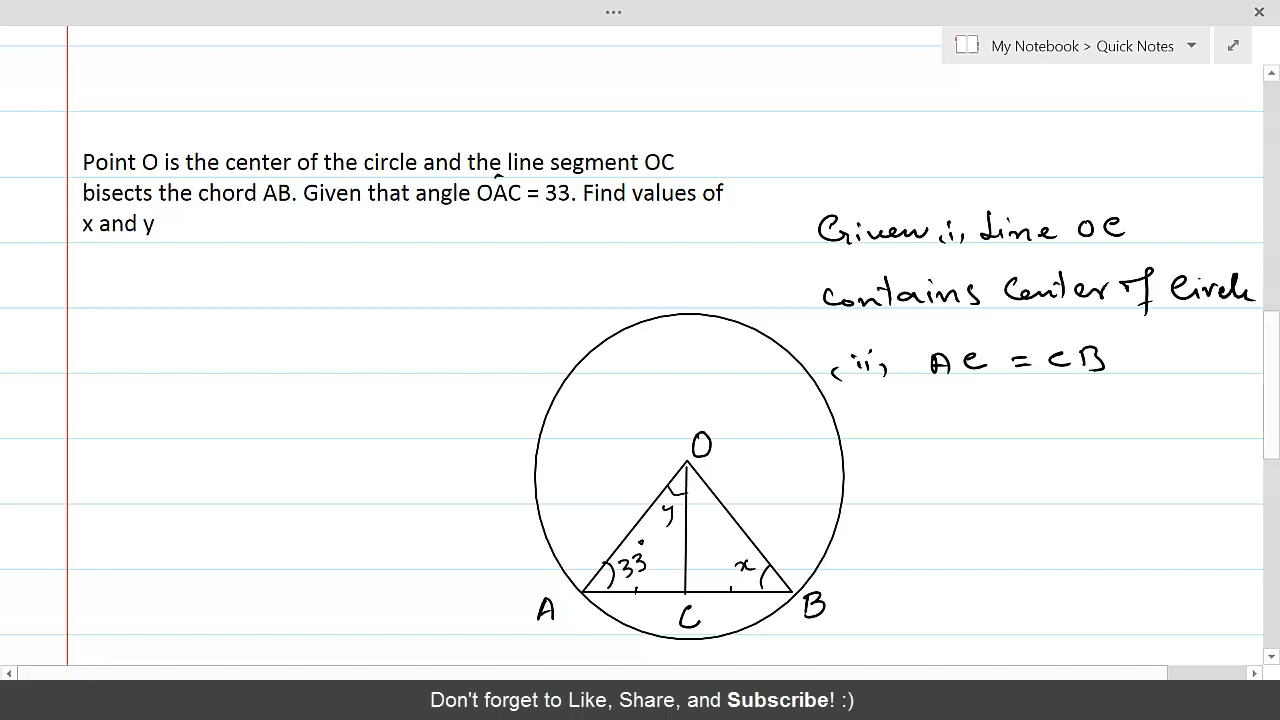 ...
My Notebook > Quick Notes
Point O is the center of the circle and the line segment OC
bisects the chord AB. Given that angle OÂC = 33. Find values of
x and y
Given (i) Line OC
contains center of circle
(ii) AC = CB
O
y
33°
x
A
C
B
Don't forget to Like, Share, and Subscribe! :)